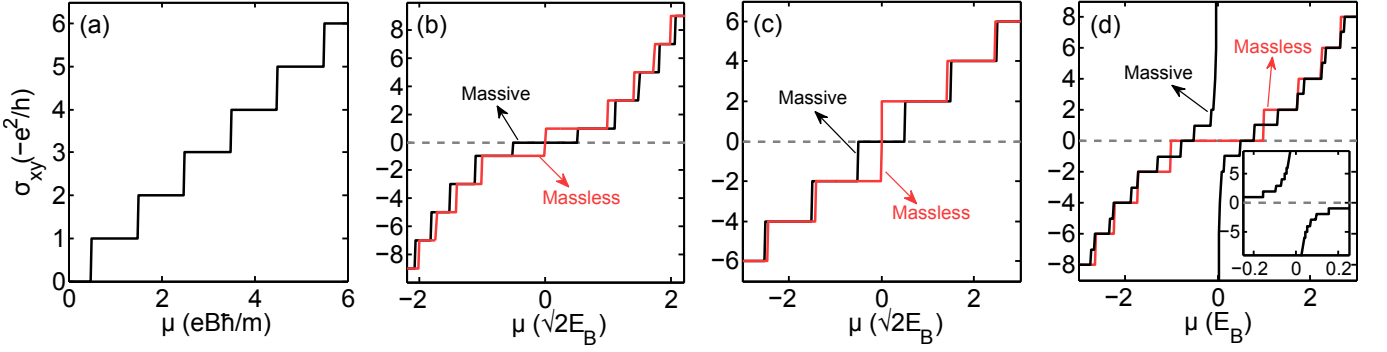 (a)
σxy(−e²/h)
6
5
4
3
2
1
0
0 2 4 6
μ (eBħ/m)
(b)
8
6
4
2
0
−2
−4
−6
−8
Massive
Massless
−2 0 2
μ (√2E_B)
(c)
6
4
2
0
−2
−4
−6
Massive
Massless
−2 0 2
μ (√2E_B)
(d)
8
6
4
2
0
−2
−4
−6
−8
Massless
Massive
5
0
−5
−0.2 0 0.2
−2 0 2
μ (E_B)